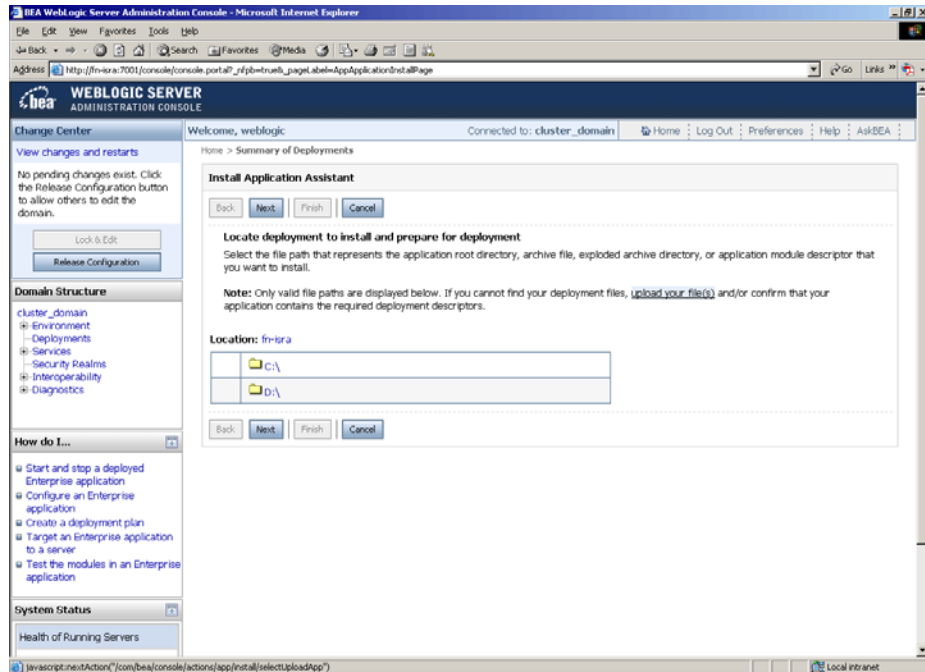 BEA WebLogic Server Administration Console - Microsoft Internet Explorer
File Edit View Favorites Tools Help
Back Search Favorites Media
Address http://fn-isra:7001/console/console.portal?_nfpb=true&_pageLabel=AppApplicationInstallPage Go Links »
bea WEBLOGIC SERVER
ADMINISTRATION CONSOLE
Change Center
View changes and restarts
No pending changes exist. Click
the Release Configuration button
to allow others to edit the
domain.
Lock & Edit
Release Configuration
Domain Structure
cluster_domain
Environment
Deployments
Services
Security Realms
Interoperability
Diagnostics
How do I...
Start and stop a deployed
Enterprise application
Configure an Enterprise
application
Create a deployment plan
Target an Enterprise application
to a server
Test the modules in an Enterprise
application
System Status
Health of Running Servers
Welcome, weblogic Connected to: cluster_domain Home Log Out Preferences Help AskBEA
Home > Summary of Deployments
Install Application Assistant
Back Next Finish Cancel
Locate deployment to install and prepare for deployment
Select the file path that represents the application root directory, archive file, exploded archive directory, or application module descriptor that
you want to install.
Note: Only valid file paths are displayed below. If you cannot find your deployment files, upload your file(s) and/or confirm that your
application contains the required deployment descriptors.
Location: fn-isra
C:\
D:\
Back Next Finish Cancel
javascript:nextAction("/com/bea/console/actions/app/install/selectUploadApp") Local intranet